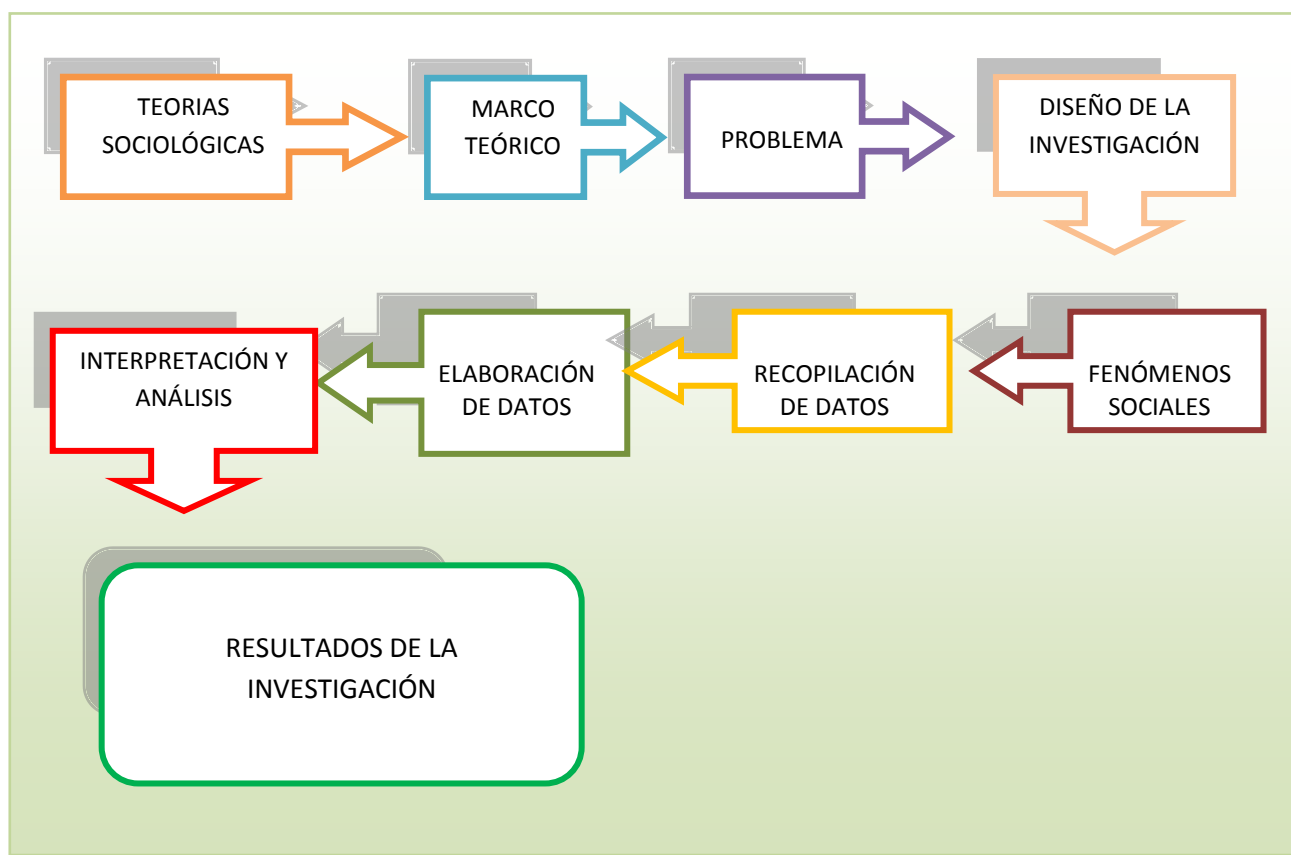 TEORIAS
SOCIOLÓGICAS
MARCO
TEÓRICO
PROBLEMA
DISEÑO DE LA
INVESTIGACIÓN
FENÓMENOS
SOCIALES
RECOPILACIÓN
DE DATOS
ELABORACIÓN
DE DATOS
INTERPRETACIÓN Y
ANÁLISIS
RESULTADOS DE LA
INVESTIGACIÓN